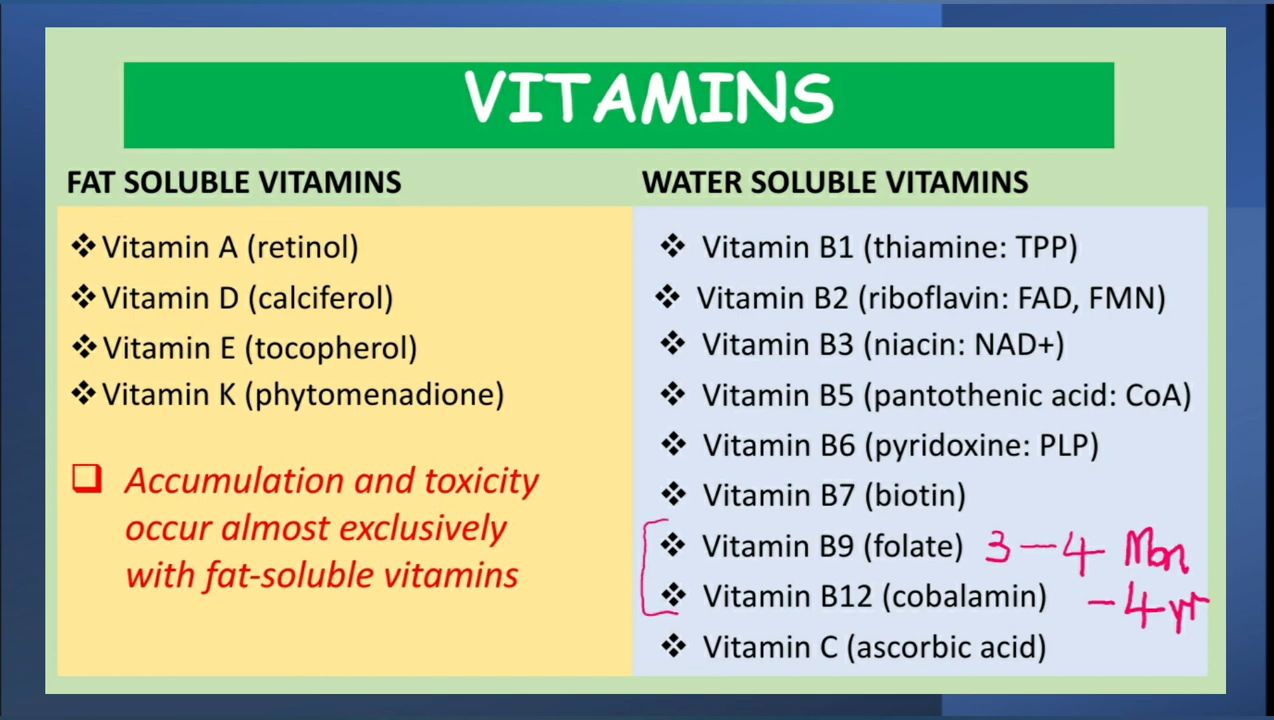 VITAMINS
FAT SOLUBLE VITAMINS
❖ Vitamin A (retinol)
❖ Vitamin D (calciferol)
❖ Vitamin E (tocopherol)
❖ Vitamin K (phytomenadione)
❑ Accumulation and toxicity
occur almost exclusively
with fat-soluble vitamins
WATER SOLUBLE VITAMINS
❖ Vitamin B1 (thiamine: TPP)
❖ Vitamin B2 (riboflavin: FAD, FMN)
❖ Vitamin B3 (niacin: NAD+)
❖ Vitamin B5 (pantothenic acid: CoA)
❖ Vitamin B6 (pyridoxine: PLP)
❖ Vitamin B7 (biotin)
❖ Vitamin B9 (folate) 3 — 4 Mon
❖ Vitamin B12 (cobalamin) - 4 yr
❖ Vitamin C (ascorbic acid)